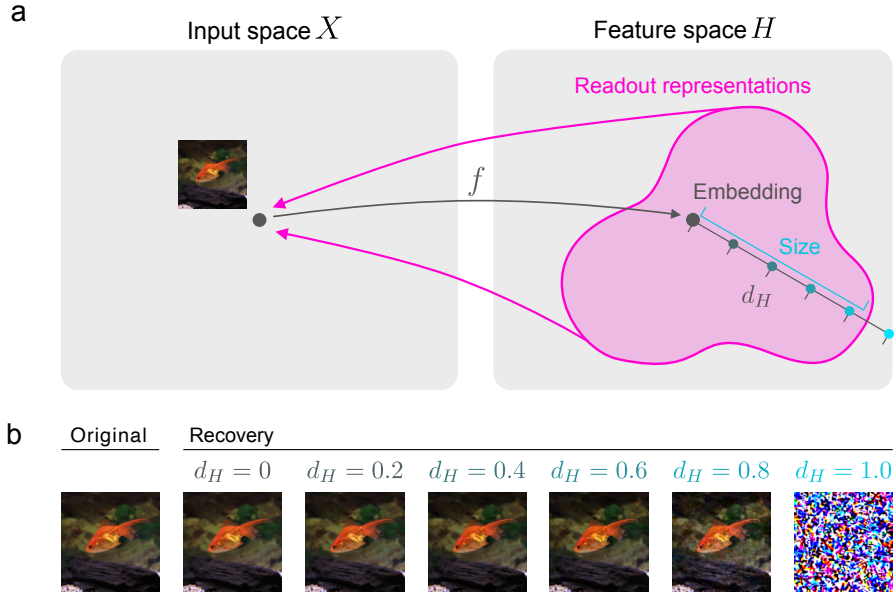 a
Input space X
Feature space H
Readout representations
f
Embedding
Size
d_H
b
Original
Recovery
d_H = 0
d_H = 0.2
d_H = 0.4
d_H = 0.6
d_H = 0.8
d_H = 1.0